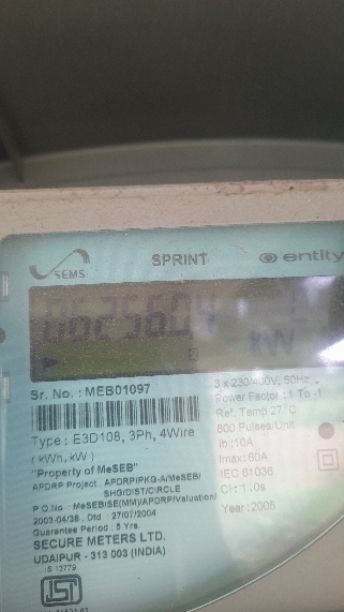 SEMS
SPRINT
entity
0625604
kW
Sr. No. : MEB01097
Type : E3D108, 3Ph, 4Wire
( kWh, kW )
"Property of MeSEB"
APDRP Project : APDRP/PKG-A/MeSEB/
SHG/DIST/CIRCLE
P.O.No : MeSEB/SE(MM)/APDRP/Valuation/
2003-04/38 . Dtd : 27/07/2004
Guarantee Period : 5 Yrs.
SECURE METERS LTD.
UDAIPUR - 313 003 (INDIA)
IS 13779
ISI
3 x 230/400V, 50Hz
Power Factor : 1 To -1
Ref. Temp 27°C
800 Pulses/Unit
Ib :10A
Imax: 60A
IEC 61036
Cl : 1.0s
Year : 2005